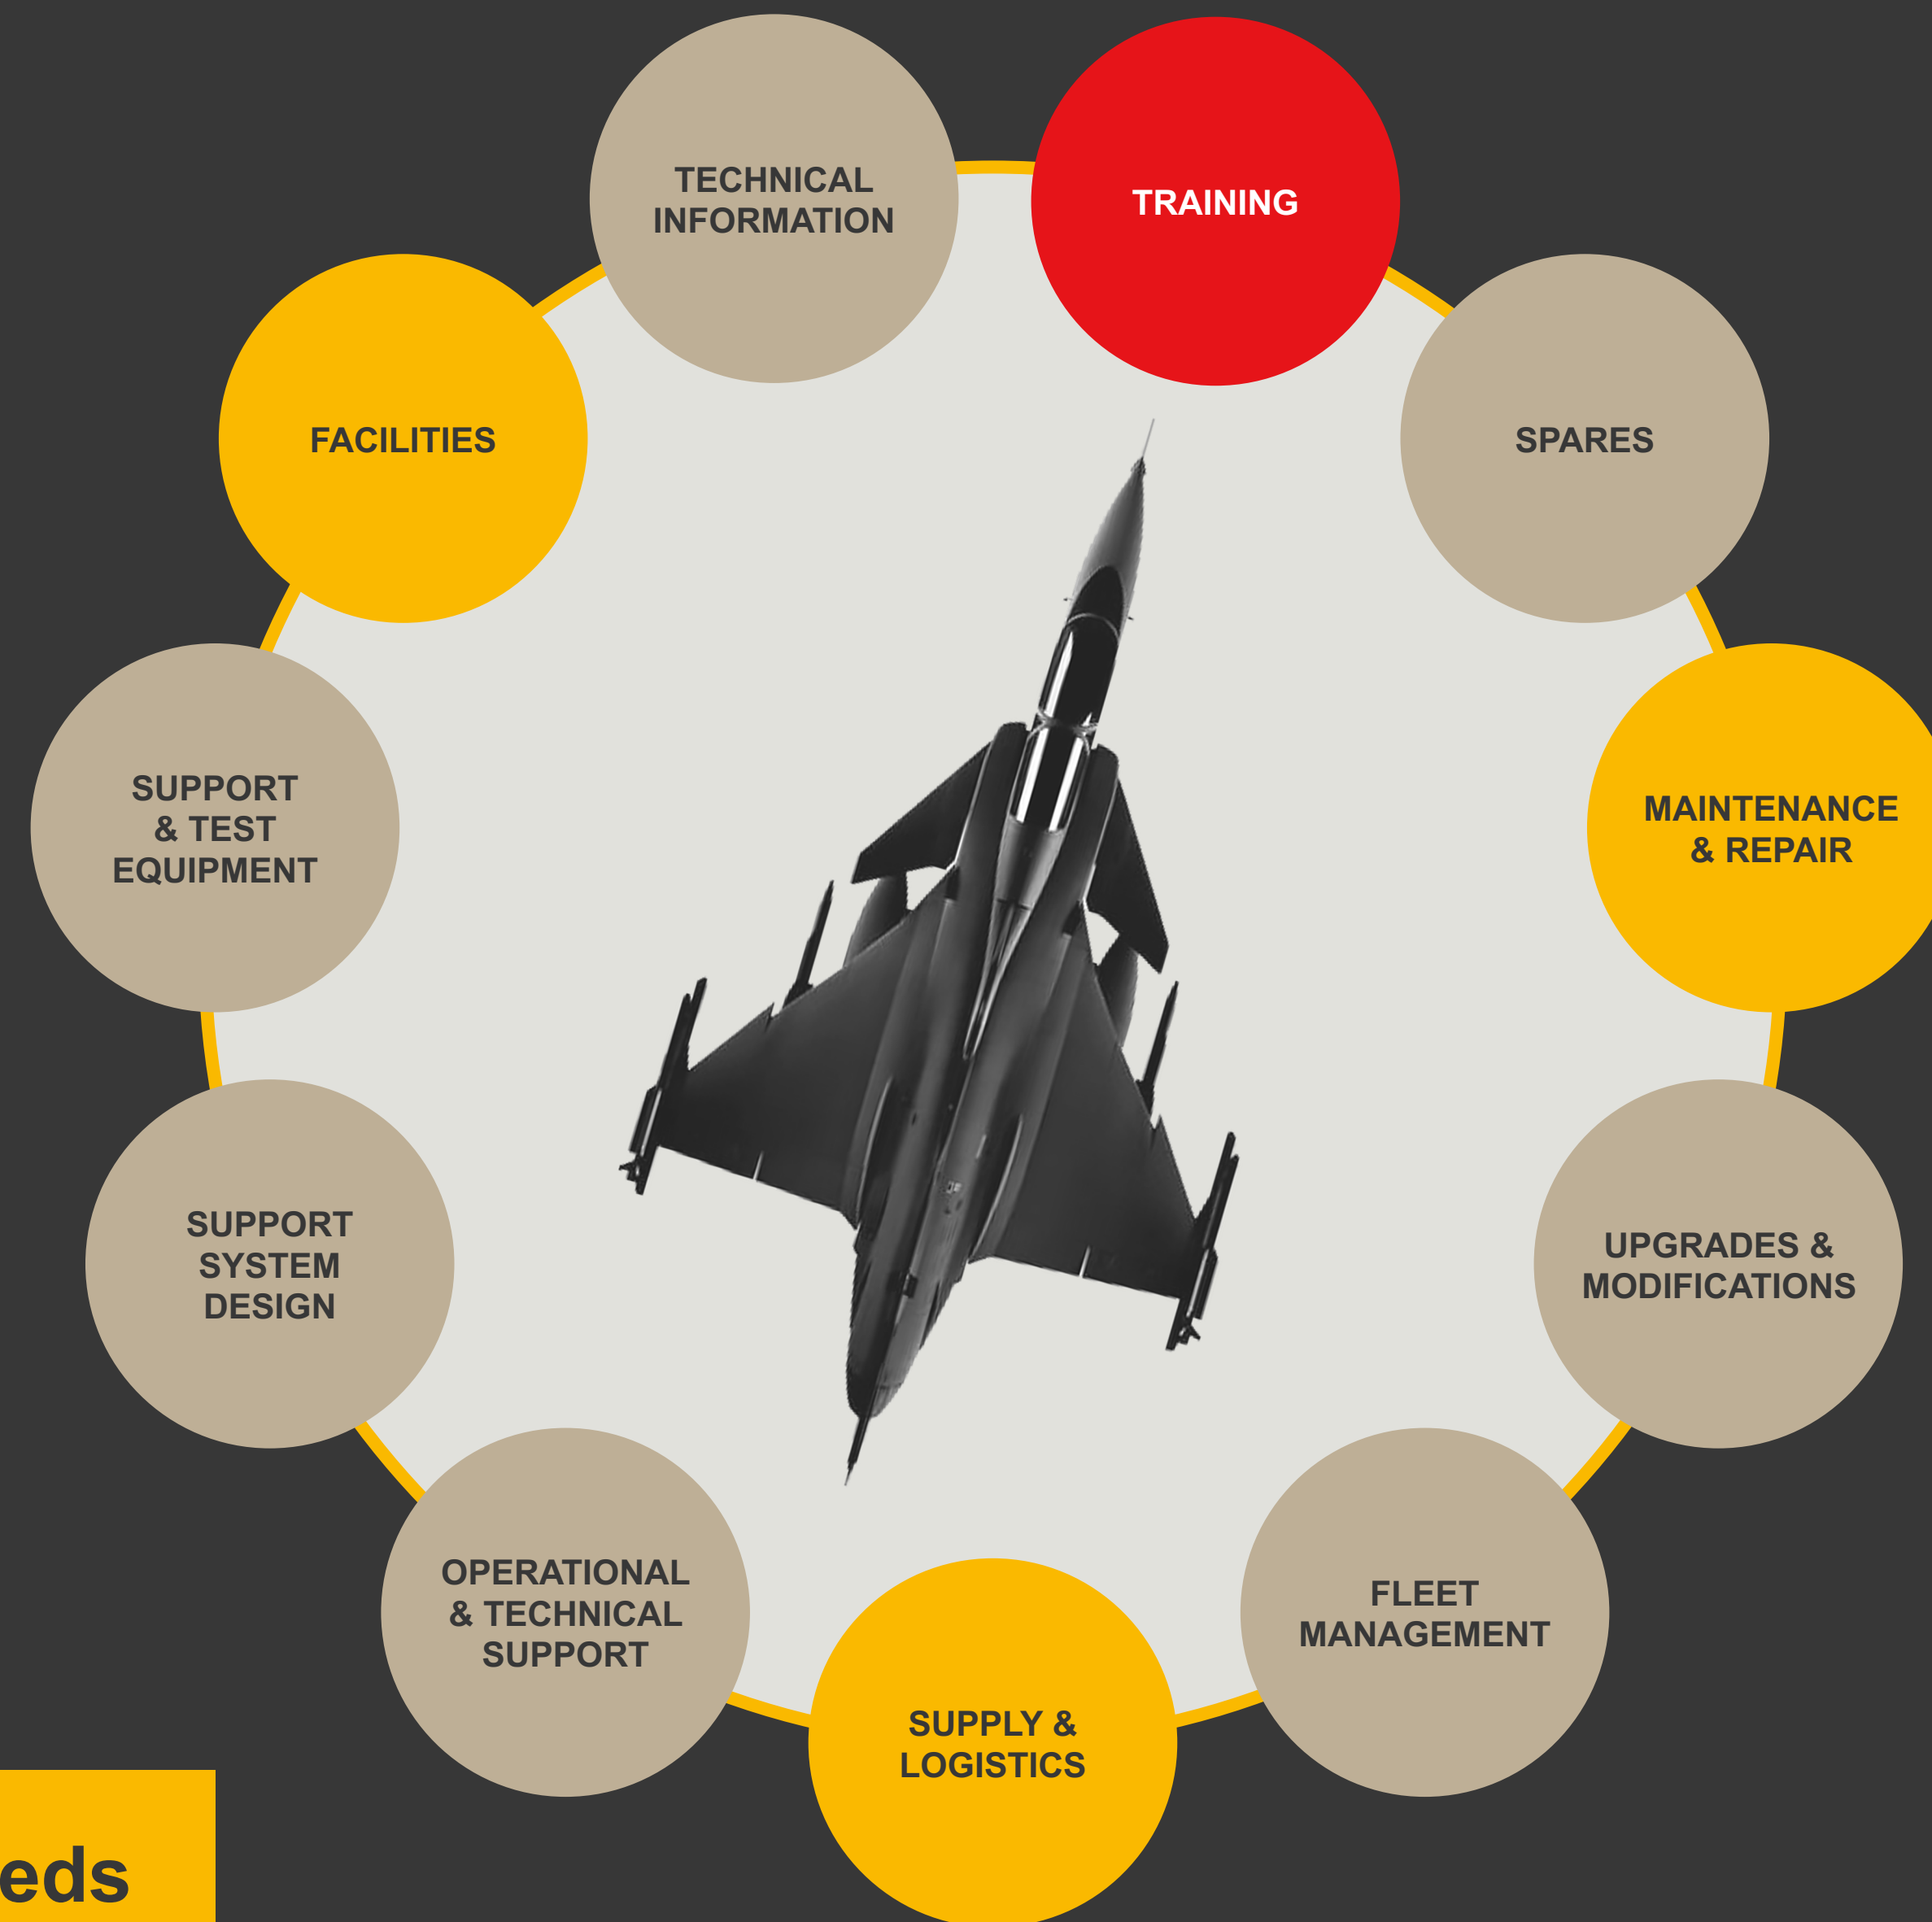 TECHNICAL
INFORMATION
TRAINING
FACILITIES
SPARES
SUPPORT
& TEST
EQUIPMENT
MAINTENANCE
& REPAIR
SUPPORT
SYSTEM
DESIGN
UPGRADES &
MODIFICATIONS
OPERATIONAL
& TECHNICAL
SUPPORT
FLEET
MANAGEMENT
SUPPLY &
LOGISTICS
eds